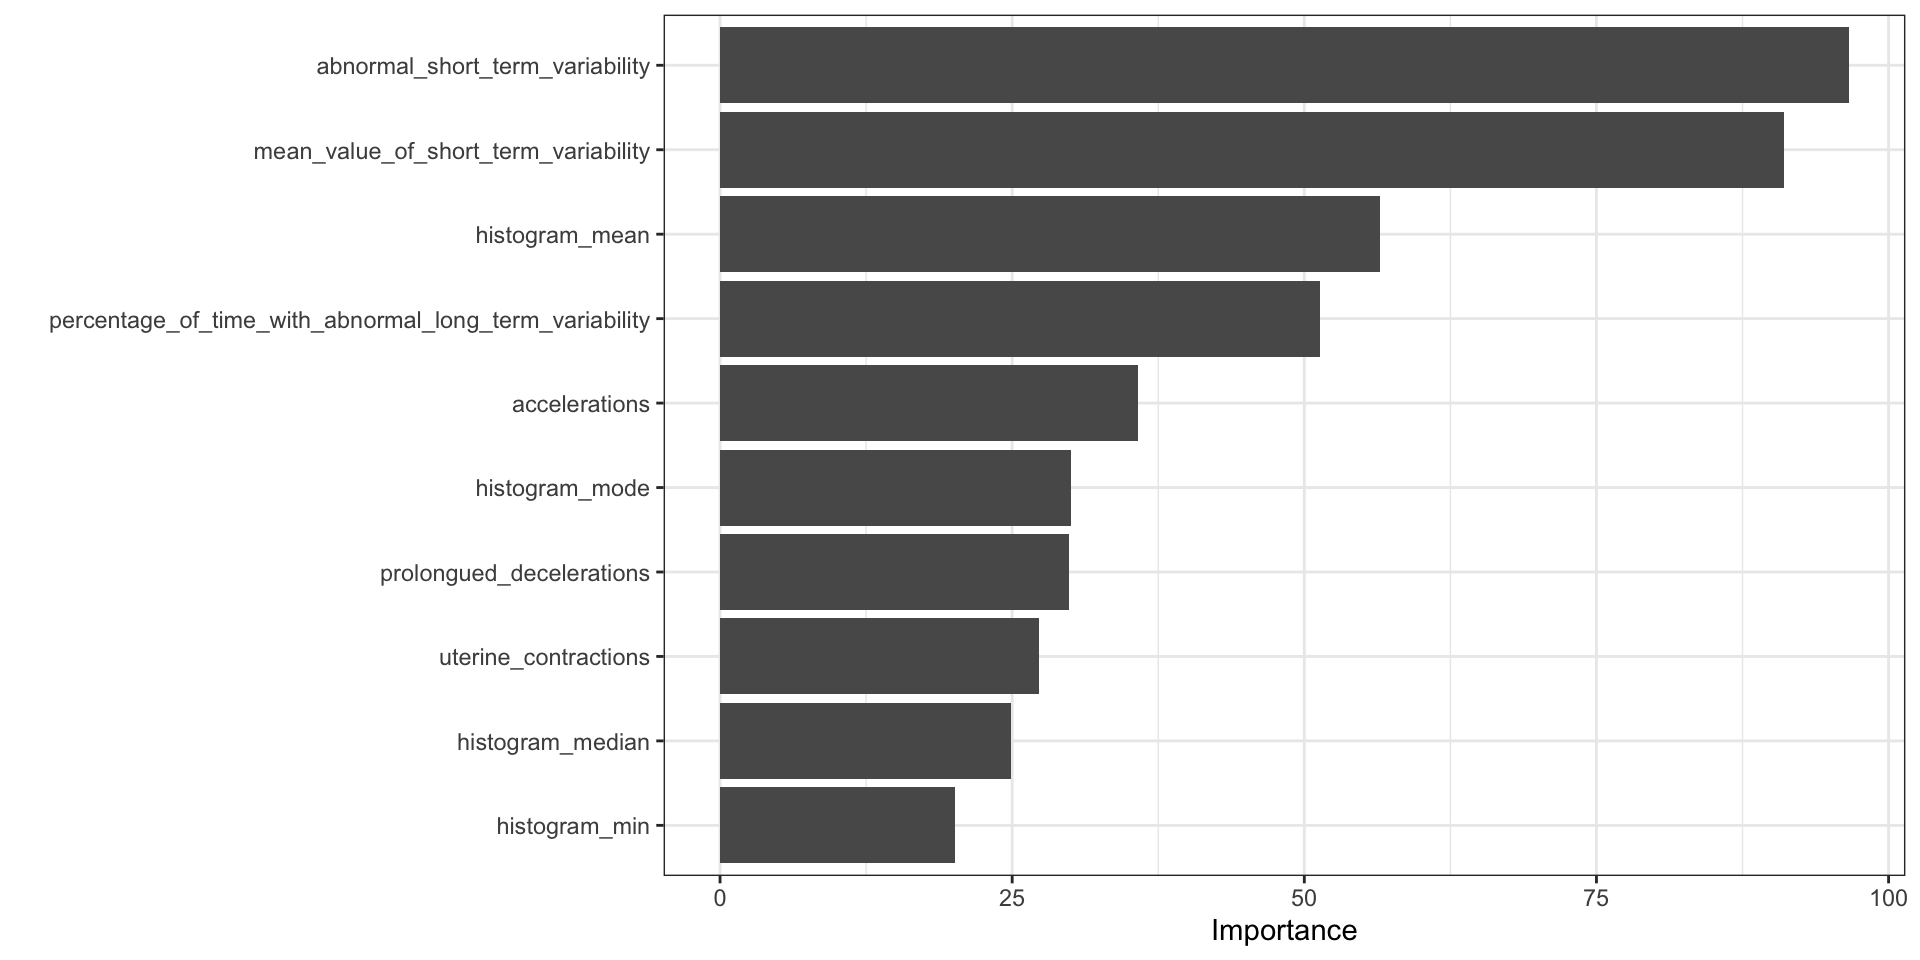 abnormal_short_term_variability
mean_value_of_short_term_variability
histogram_mean
percentage_of_time_with_abnormal_long_term_variability
accelerations
histogram_mode
prolongued_decelerations
uterine_contractions
histogram_median
histogram_min
0 25 50 75 100
Importance